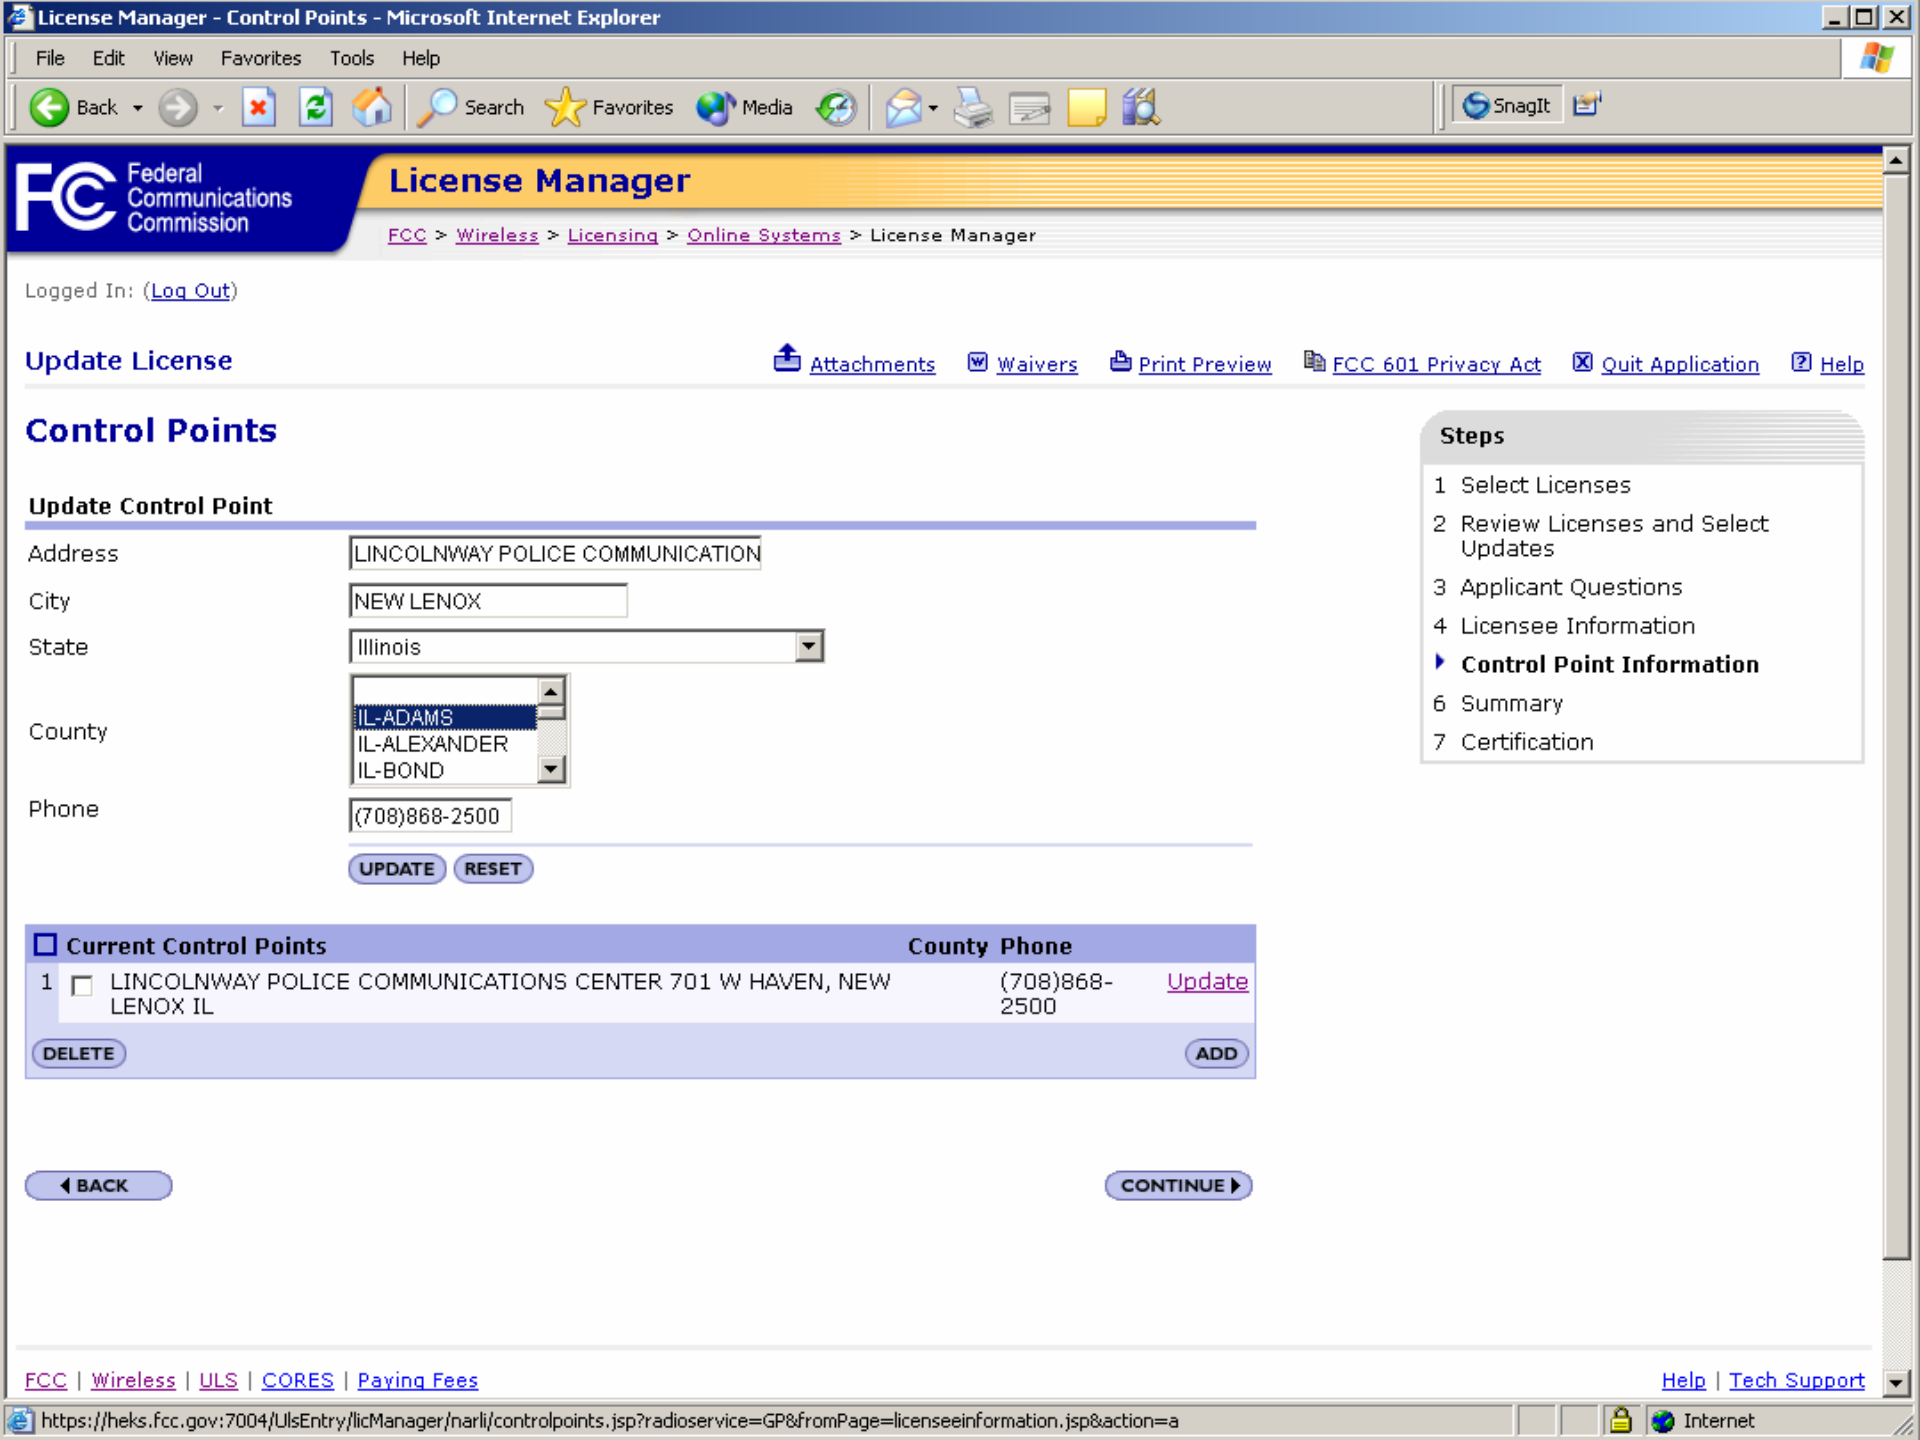 License Manager - Control Points - Microsoft Internet Explorer
File Edit View Favorites Tools Help
Back Search Favorites Media SnagIt
FCC Federal Communications Commission
License Manager
FCC > Wireless > Licensing > Online Systems > License Manager
Logged In: (Log Out)
Update License
Attachments Waivers Print Preview FCC 601 Privacy Act Quit Application Help
Control Points
Update Control Point
Address LINCOLNWAY POLICE COMMUNICATION
City NEW LENOX
State Illinois
County
IL-ADAMS
IL-ALEXANDER
IL-BOND
Phone (708)868-2500
UPDATE RESET
Current Control Points County Phone
1 LINCOLNWAY POLICE COMMUNICATIONS CENTER 701 W HAVEN, NEW (708)868- Update
LENOX IL 2500
DELETE ADD
BACK CONTINUE
Steps
1 Select Licenses
2 Review Licenses and Select
Updates
3 Applicant Questions
4 Licensee Information
Control Point Information
6 Summary
7 Certification
FCC | Wireless | ULS | CORES | Paying Fees Help | Tech Support
https://heks.fcc.gov:7004/UlsEntry/licManager/narli/controlpoints.jsp?radioservice=GP&fromPage=licenseeinformation.jsp&action=a Internet